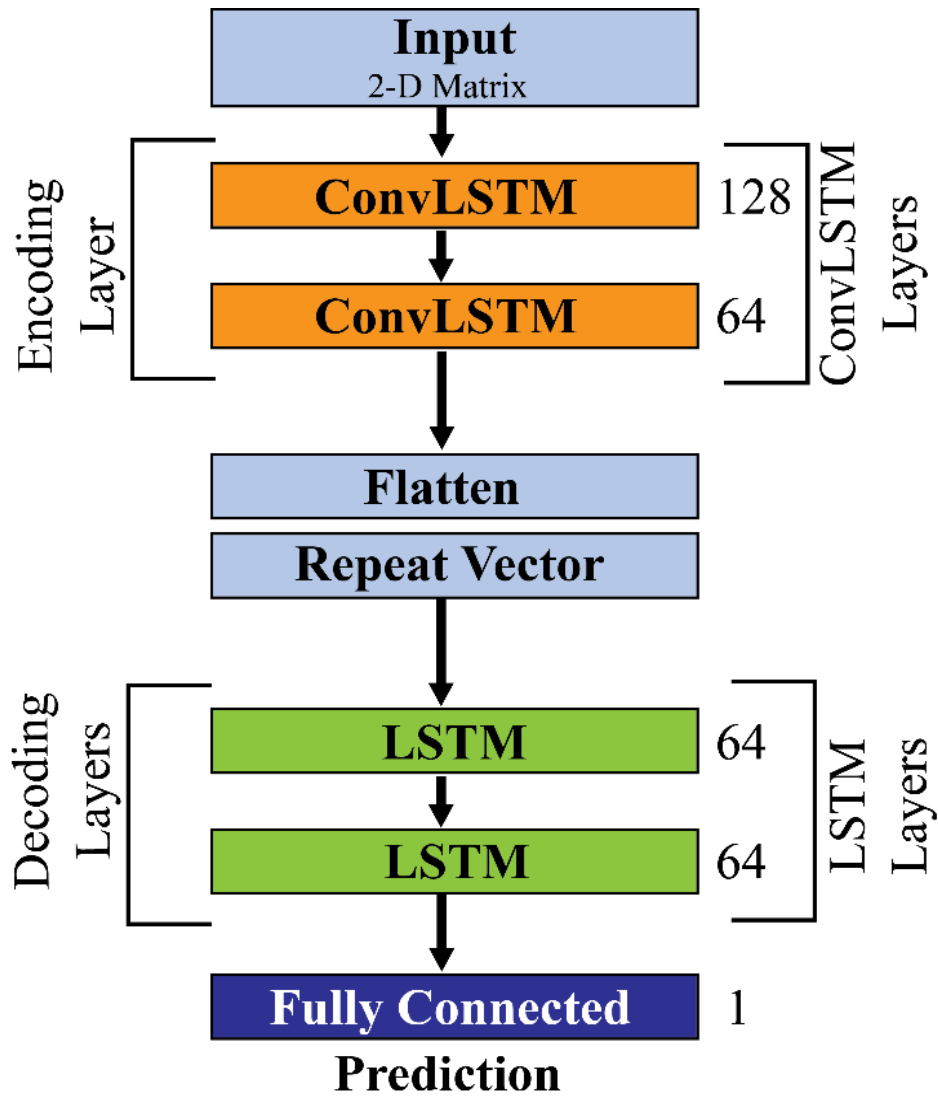 Input
2-D Matrix
Encoding
Layer
ConvLSTM
128
ConvLSTM
64
ConvLSTM
Layers
Flatten
Repeat Vector
Decoding
Layers
LSTM
64
LSTM
64
LSTM
Layers
Fully Connected
1
Prediction